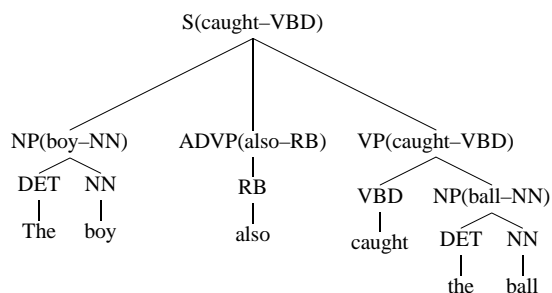 S(caught–VBD)
NP(boy–NN) ADVP(also–RB) VP(caught–VBD)
DET NN RB VBD NP(ball–NN)
The boy also caught DET NN
the ball